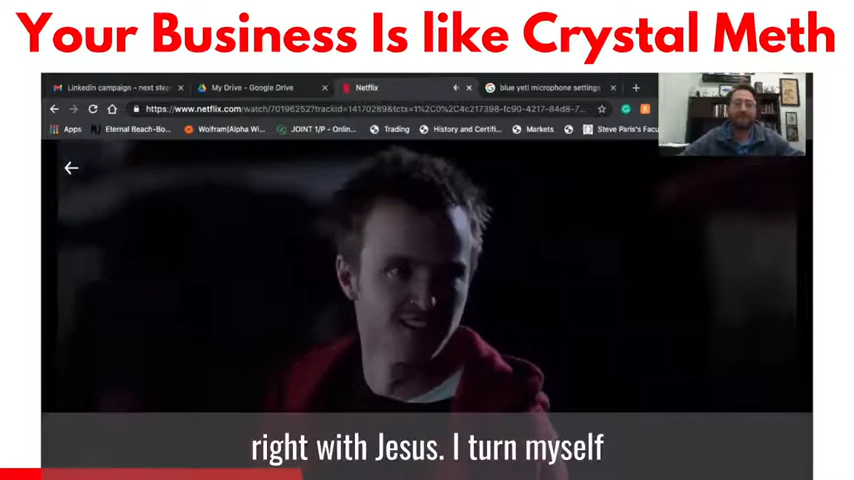 Your Business Is like Crystal Meth
Linkedin campaign - next step
My Drive - Google Drive
Netflix
blue yeti microphone settings
https://www.netflix.com/watch/70196252?trackId=14170289&tctx=1%2C0%2C4c217398-fc90-4217-84d8-7...
Apps
Eternal Beach-Bo...
Wolfram|Alpha Wi...
JOINT 1/P - Onlin...
Trading
History and Certifi...
Markets
Steve Paris's Facu
right with Jesus. I turn myself